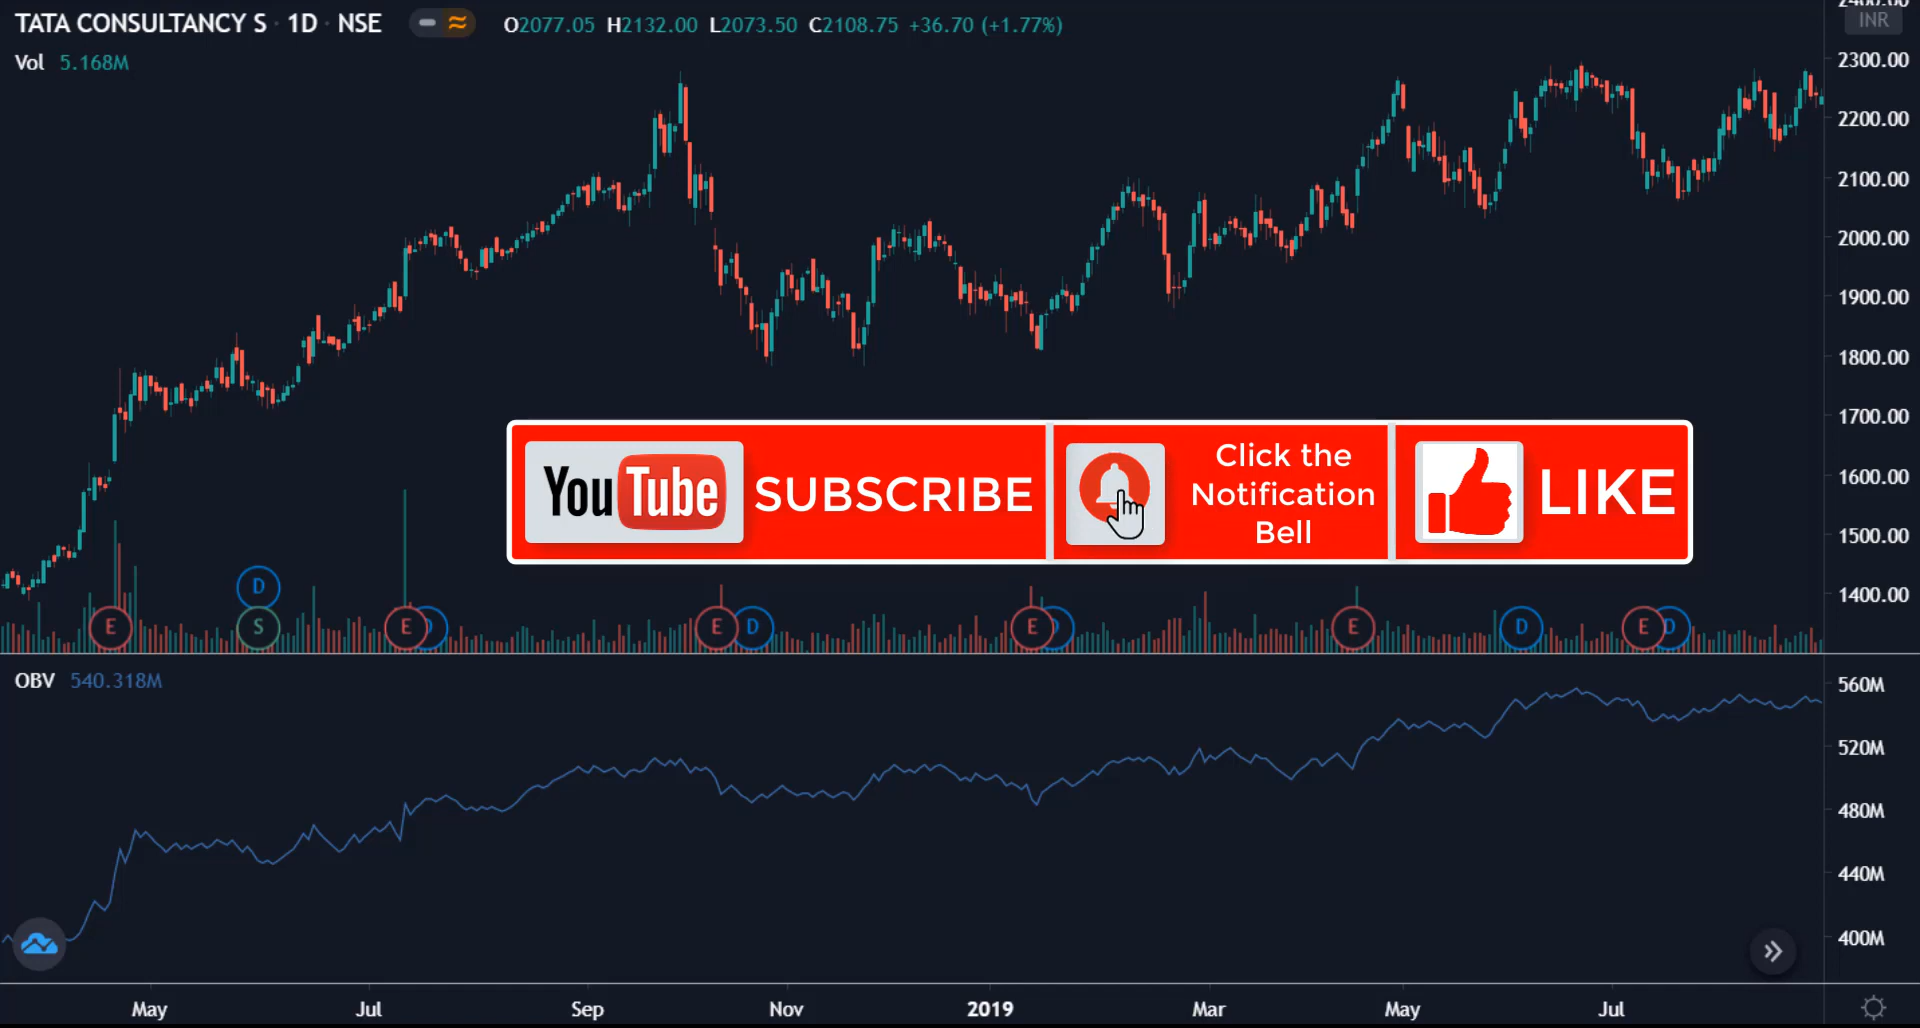 TATA CONSULTANCY S · 1D · NSE
O2077.05 H2132.00 L2073.50 C2108.75 +36.70 (+1.77%)
Vol 5.168M
INR
2300.00
2200.00
2100.00
2000.00
1900.00
1800.00
1700.00
1600.00
1500.00
1400.00
YouTube SUBSCRIBE
Click the
Notification
Bell
LIKE
D
E S E D E D E D E D E D
OBV 540.318M
560M
520M
480M
440M
400M
May Jul Sep Nov 2019 Mar May Jul